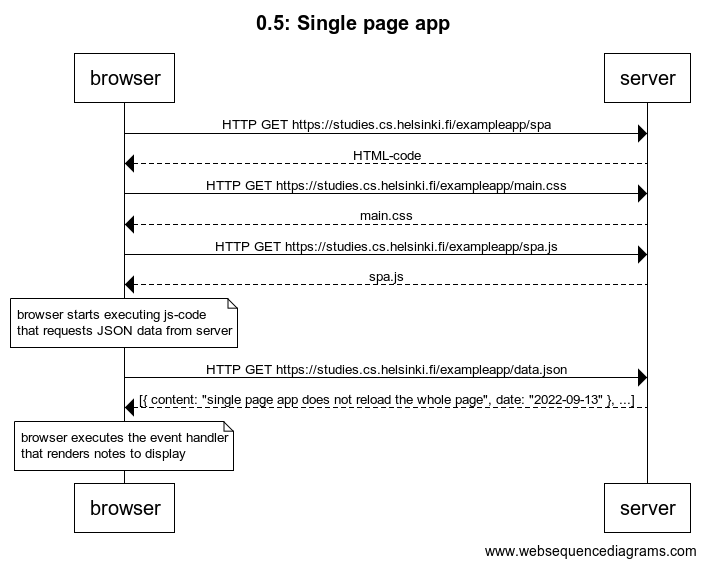 0.5: Single page app
browser
server
HTTP GET https://studies.cs.helsinki.fi/exampleapp/spa
HTML-code
HTTP GET https://studies.cs.helsinki.fi/exampleapp/main.css
main.css
HTTP GET https://studies.cs.helsinki.fi/exampleapp/spa.js
spa.js
browser starts executing js-code
that requests JSON data from server
HTTP GET https://studies.cs.helsinki.fi/exampleapp/data.json
[{ content: "single page app does not reload the whole page", date: "2022-09-13" }, ...]
browser executes the event handler
that renders notes to display
browser
server
www.websequencediagrams.com